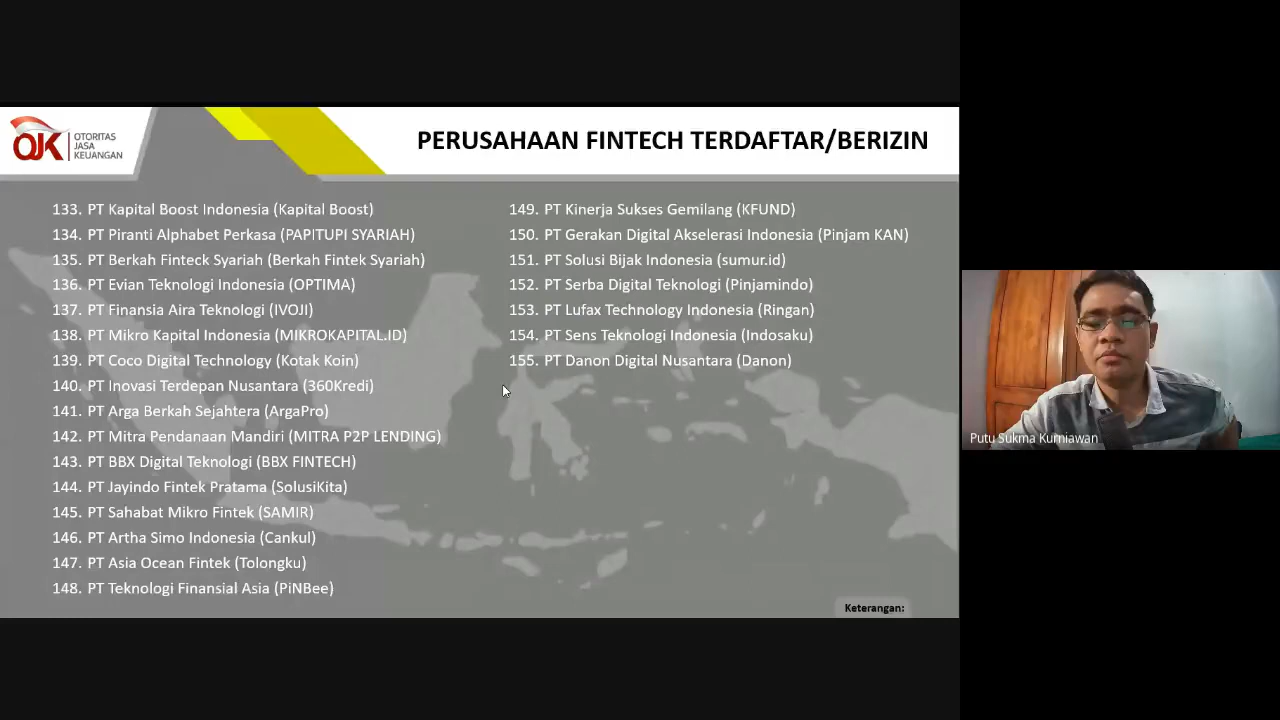 OJK
OTORITAS
JASA
KEUANGAN
PERUSAHAAN FINTECH TERDAFTAR/BERIZIN
133. PT Kapital Boost Indonesia (Kapital Boost)
134. PT Piranti Alphabet Perkasa (PAPITUPI SYARIAH)
135. PT Berkah Finteck Syariah (Berkah Fintek Syariah)
136. PT Evian Teknologi Indonesia (OPTIMA)
137. PT Finansia Aira Teknologi (IVOJI)
138. PT Mikro Kapital Indonesia (MIKROKAPITAL.ID)
139. PT Coco Digital Technology (Kotak Koin)
140. PT Inovasi Terdepan Nusantara (360Kredi)
141. PT Arga Berkah Sejahtera (ArgaPro)
142. PT Mitra Pendanaan Mandiri (MITRA P2P LENDING)
143. PT BBX Digital Teknologi (BBX FINTECH)
144. PT Jayindo Fintek Pratama (SolusiKita)
145. PT Sahabat Mikro Fintek (SAMIR)
146. PT Artha Simo Indonesia (Cankul)
147. PT Asia Ocean Fintek (Tolongku)
148. PT Teknologi Finansial Asia (PiNBee)
149. PT Kinerja Sukses Gemilang (KFUND)
150. PT Gerakan Digital Akselerasi Indonesia (Pinjam KAN)
151. PT Solusi Bijak Indonesia (sumur.id)
152. PT Serba Digital Teknologi (Pinjamindo)
153. PT Lufax Technology Indonesia (Ringan)
154. PT Sens Teknologi Indonesia (Indosaku)
155. PT Danon Digital Nusantara (Danon)
Keterangan:
Putu Sukma Kurniawan